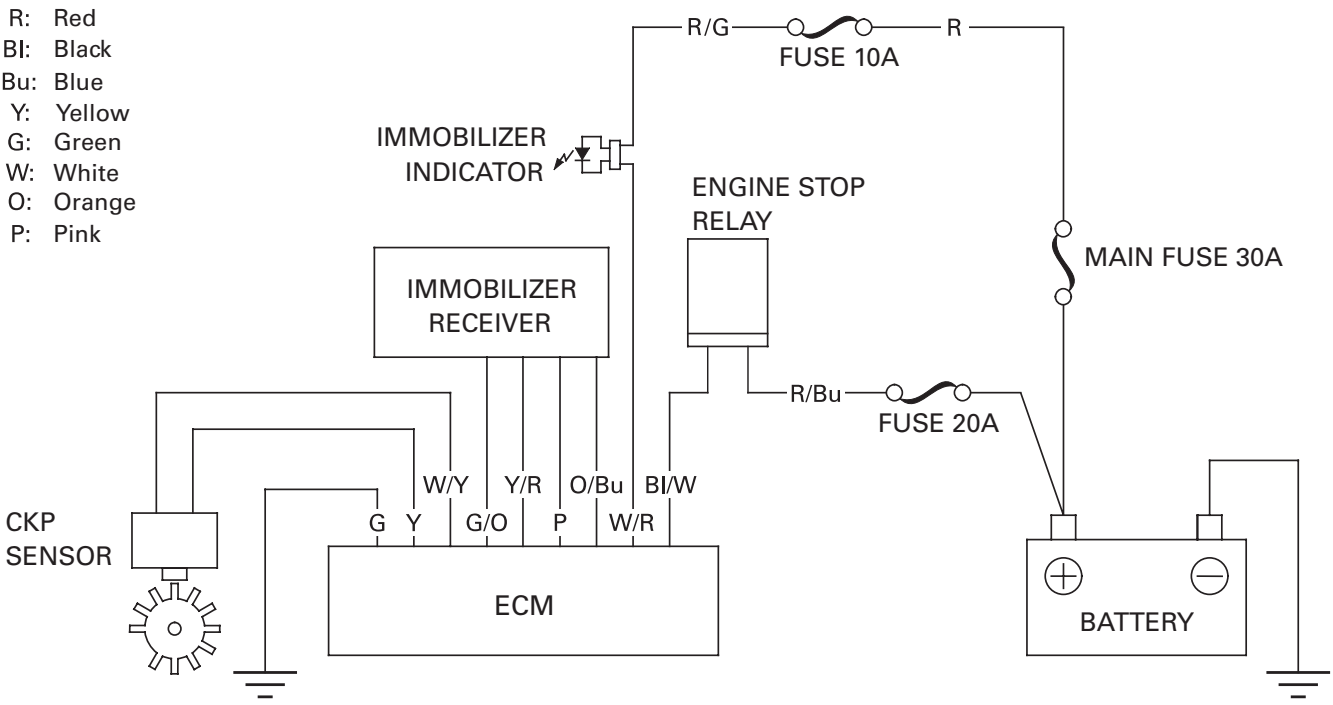 R: Red
Bl: Black
Bu: Blue
Y: Yellow
G: Green
W: White
O: Orange
P: Pink
R/G
FUSE 10A
R
IMMOBILIZER
INDICATOR
ENGINE STOP
RELAY
MAIN FUSE 30A
IMMOBILIZER
RECEIVER
R/Bu
FUSE 20A
W/Y
Y/R
O/Bu
Bl/W
G
Y
G/O
P
W/R
CKP
SENSOR
ECM
BATTERY